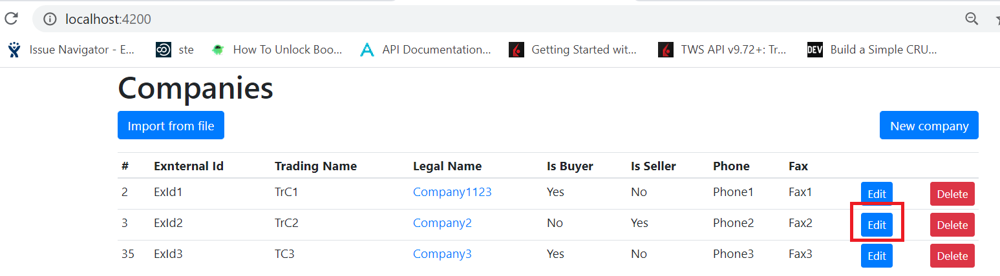 localhost:4200
Issue Navigator - E... ste How To Unlock Boo... API Documentation... Getting Started wit... TWS API v9.72+: Tr... DEV Build a Simple CRU...
Companies
Import from file New company
# Exnternal Id Trading Name Legal Name Is Buyer Is Seller Phone Fax
2 ExId1 TrC1 Company1123 Yes No Phone1 Fax1 Edit Delete
3 ExId2 TrC2 Company2 No Yes Phone2 Fax2 Edit Delete
35 ExId3 TC3 Company3 Yes No Phone3 Fax3 Edit Delete